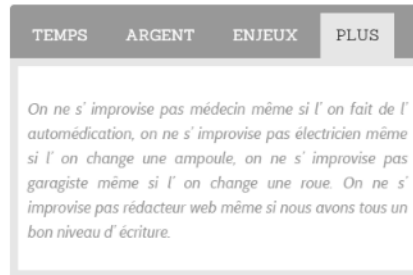 TEMPS ARGENT ENJEUX PLUS
On ne s' improvise pas médecin même si l' on fait de l'
automédication, on ne s' improvise pas électricien même
si l' on change une ampoule, on ne s' improvise pas
garagiste même si l' on change une roue. On ne s'
improvise pas rédacteur web même si nous avons tous un
bon niveau d' écriture.